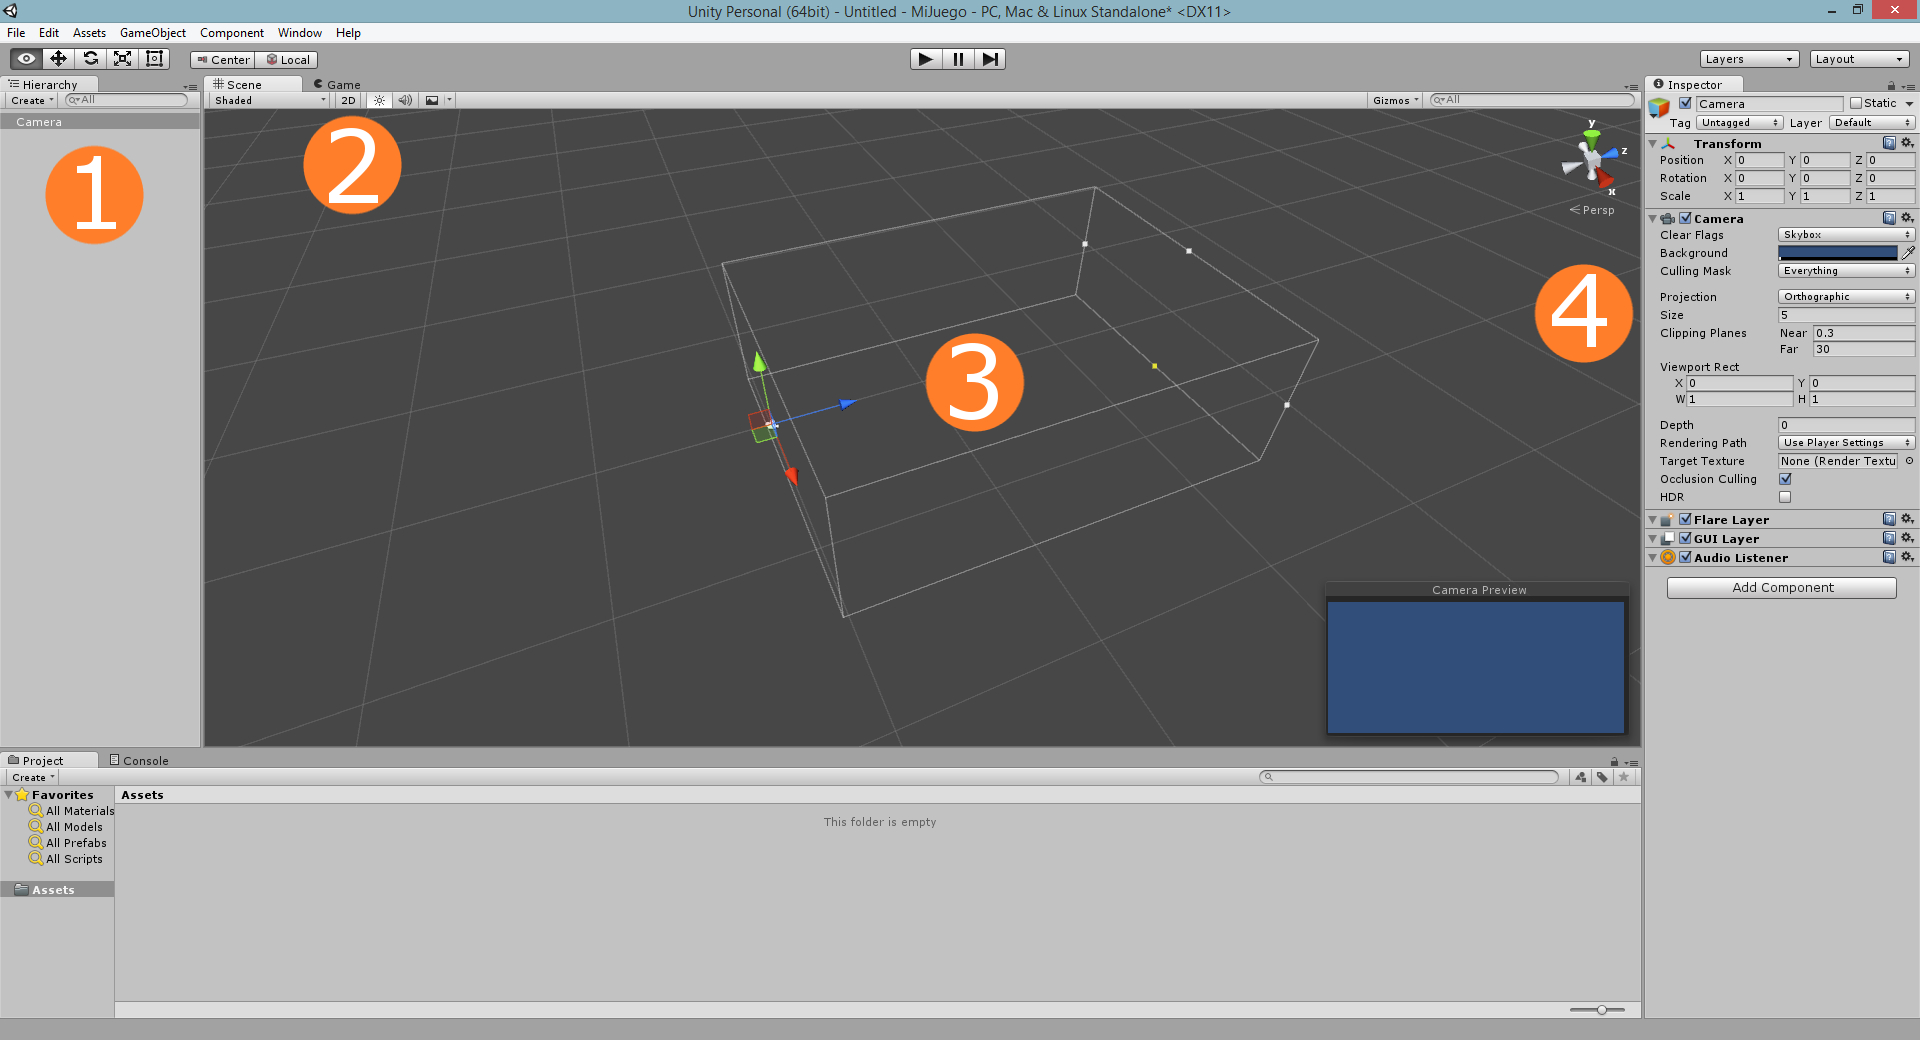 Unity Personal (64bit) - Untitled - MiJuego - PC, Mac & Linux Standalone* <DX11>
File Edit Assets GameObject Component Window Help
Center Local Layers Layout
Hierarchy
Create All
Camera
1
Scene Game
Shaded 2D Gizmos All
2
3
4
y
z
x
Persp
Camera Preview
Inspector
Camera Static
Tag Untagged Layer Default
Transform
Position X 0 Y 0 Z 0
Rotation X 0 Y 0 Z 0
Scale X 1 Y 1 Z 1
Camera
Clear Flags Skybox
Background
Culling Mask Everything
Projection Orthographic
Size 5
Clipping Planes Near 0.3
Far 30
Viewport Rect
X 0 Y 0
W 1 H 1
Depth 0
Rendering Path Use Player Settings
Target Texture None (Render Textu
Occlusion Culling
HDR
Flare Layer
GUI Layer
Audio Listener
Add Component
Project Console
Create
Favorites
All Materials
All Models
All Prefabs
All Scripts
Assets
Assets
This folder is empty